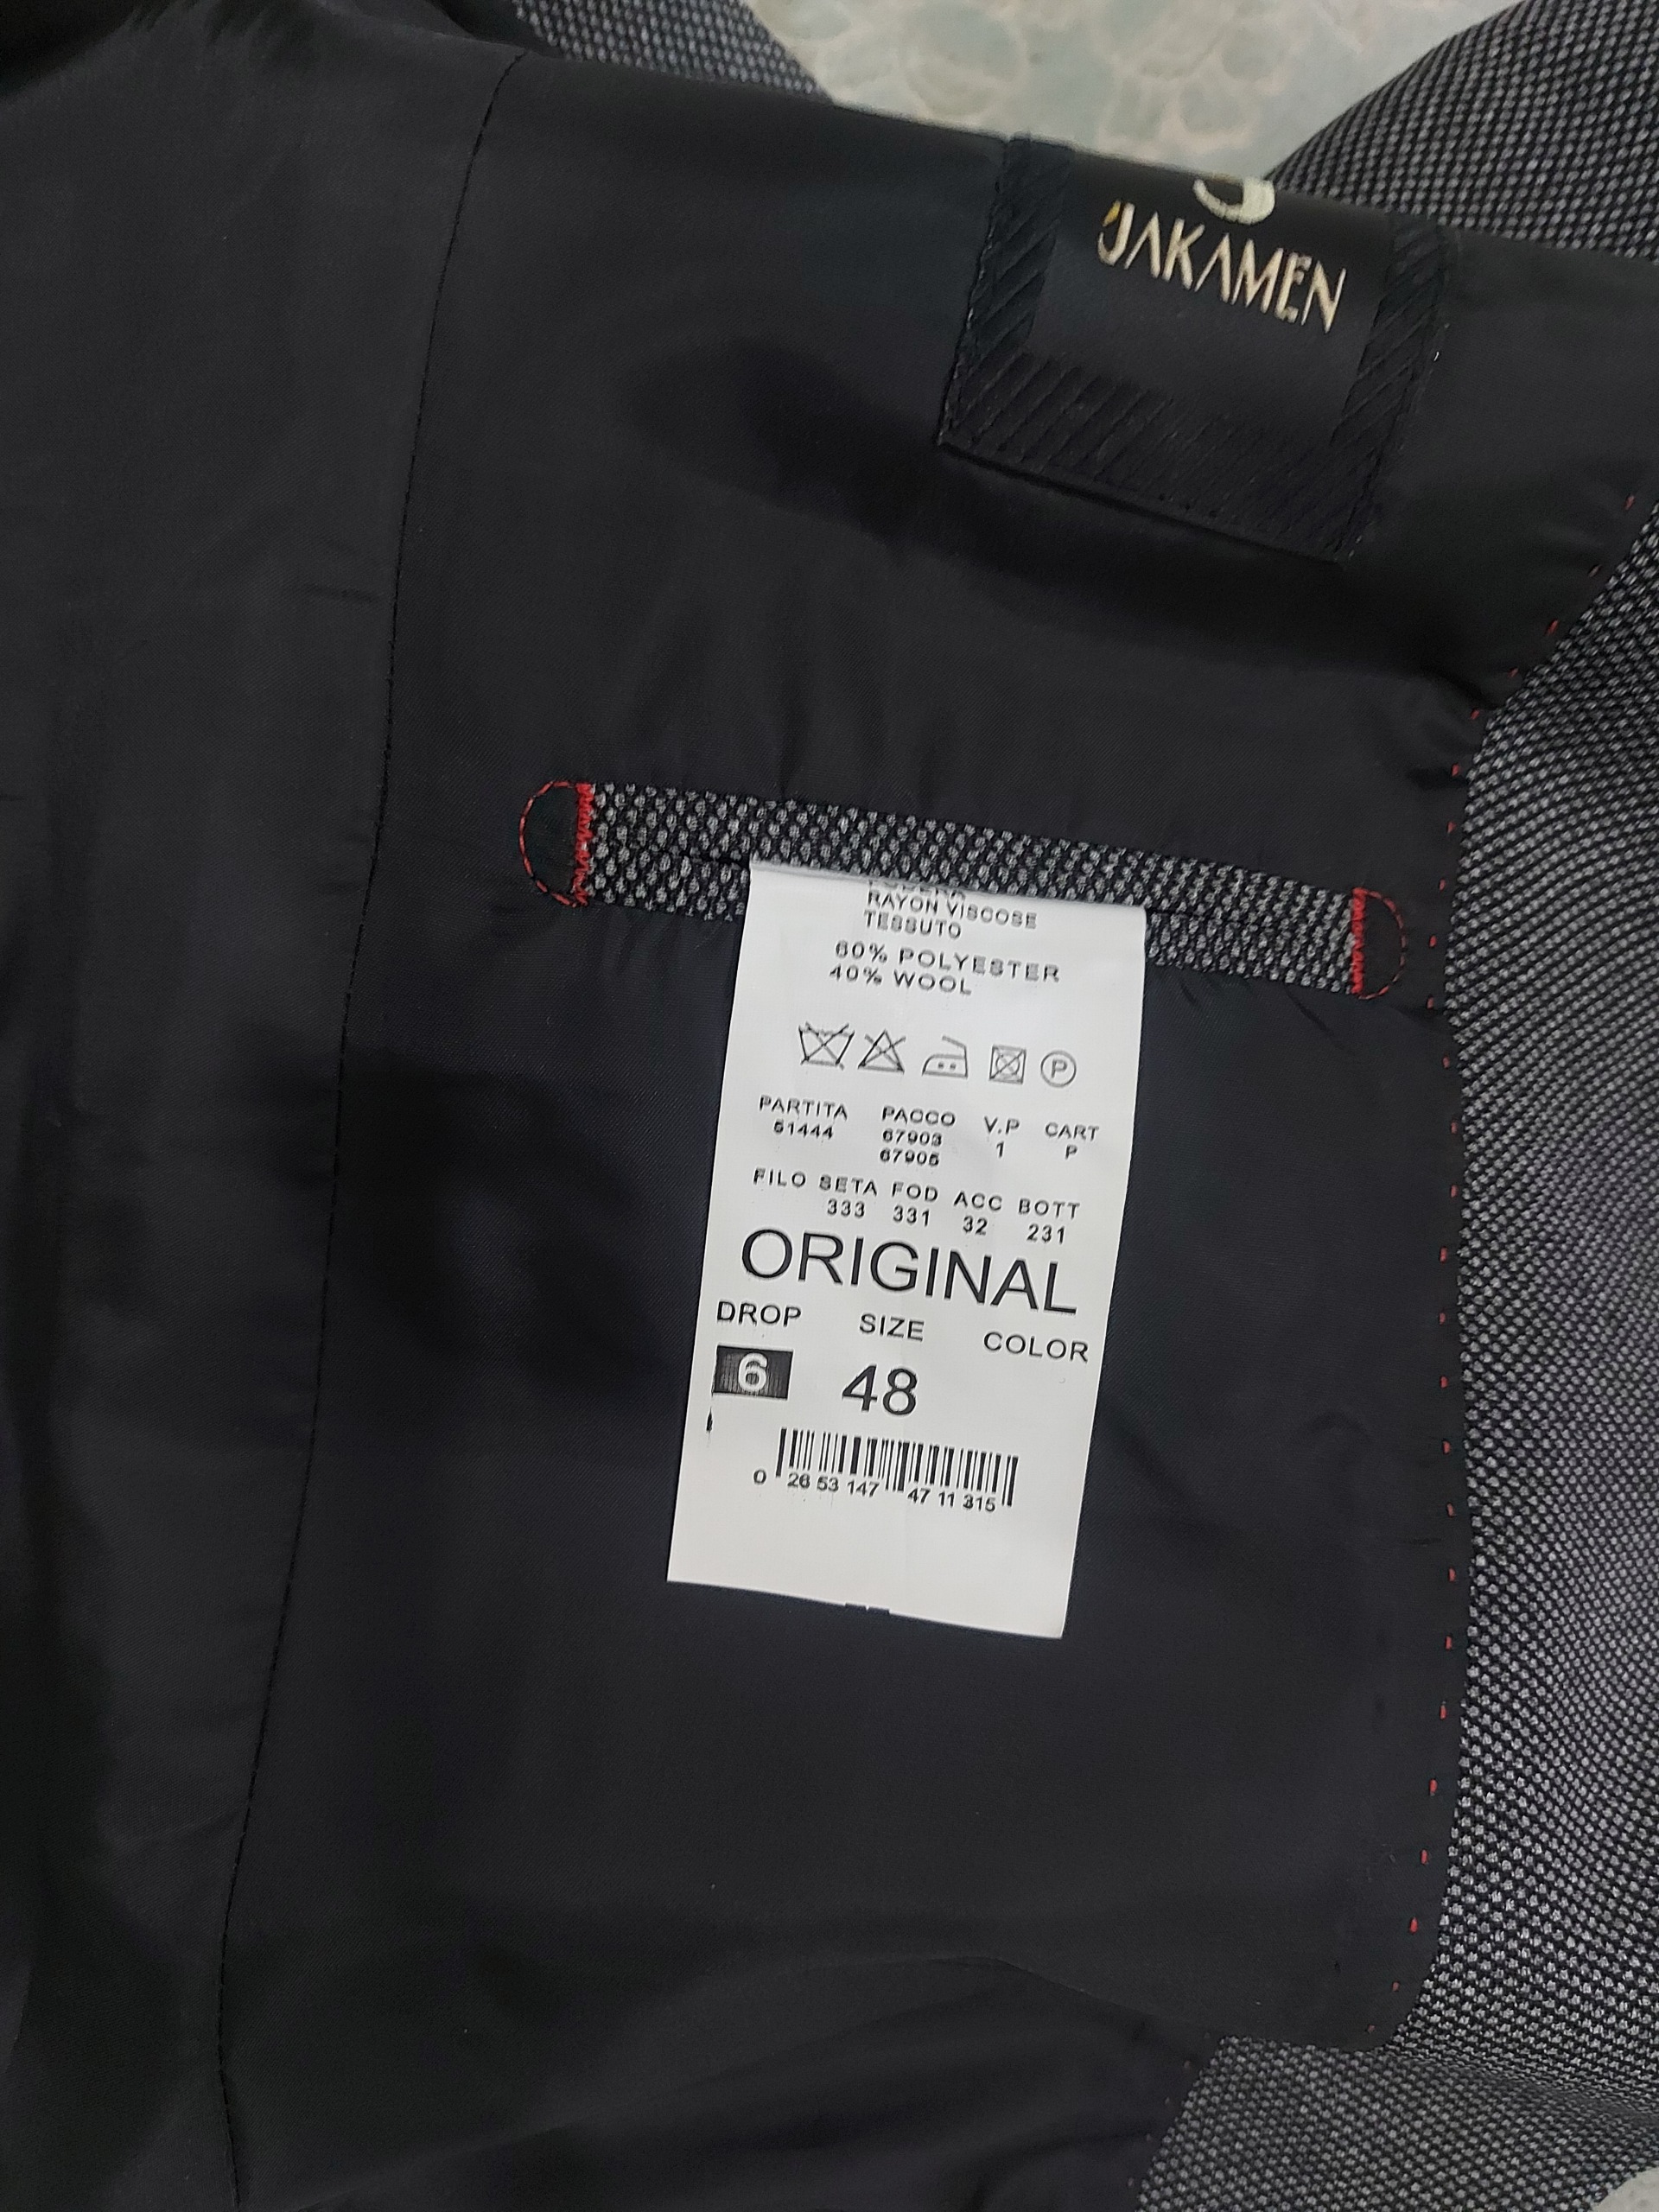 JAKAMEN
FODERA
RAYON VISCOSE
TESSUTO
60% POLYESTER
40% WOOL
P
PARTITA PACCO V.P CART
51444 67903 1 P
67905
FILO SETA FOD ACC BOTT
333 331 32 231
ORIGINAL
DROP SIZE COLOR
6 48
0 26 53 147 47 11 315